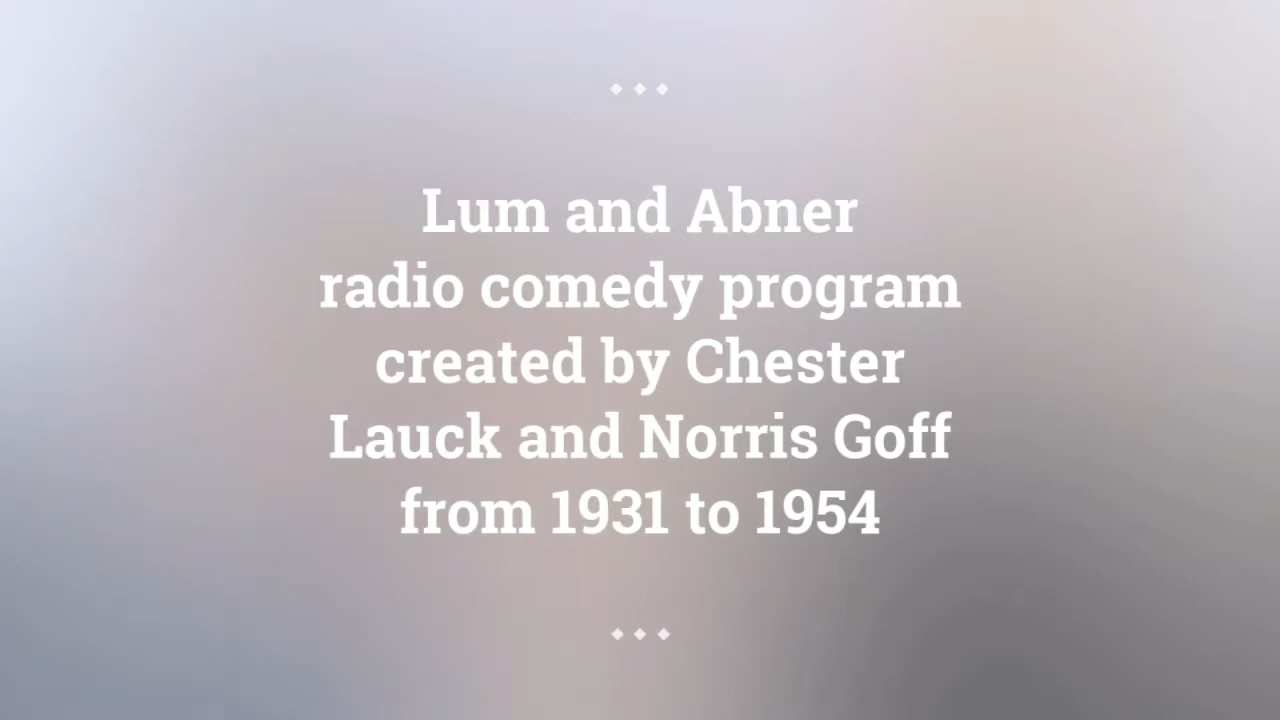 Lum and Abner
radio comedy program
created by Chester
Lauck and Norris Goff
from 1931 to 1954